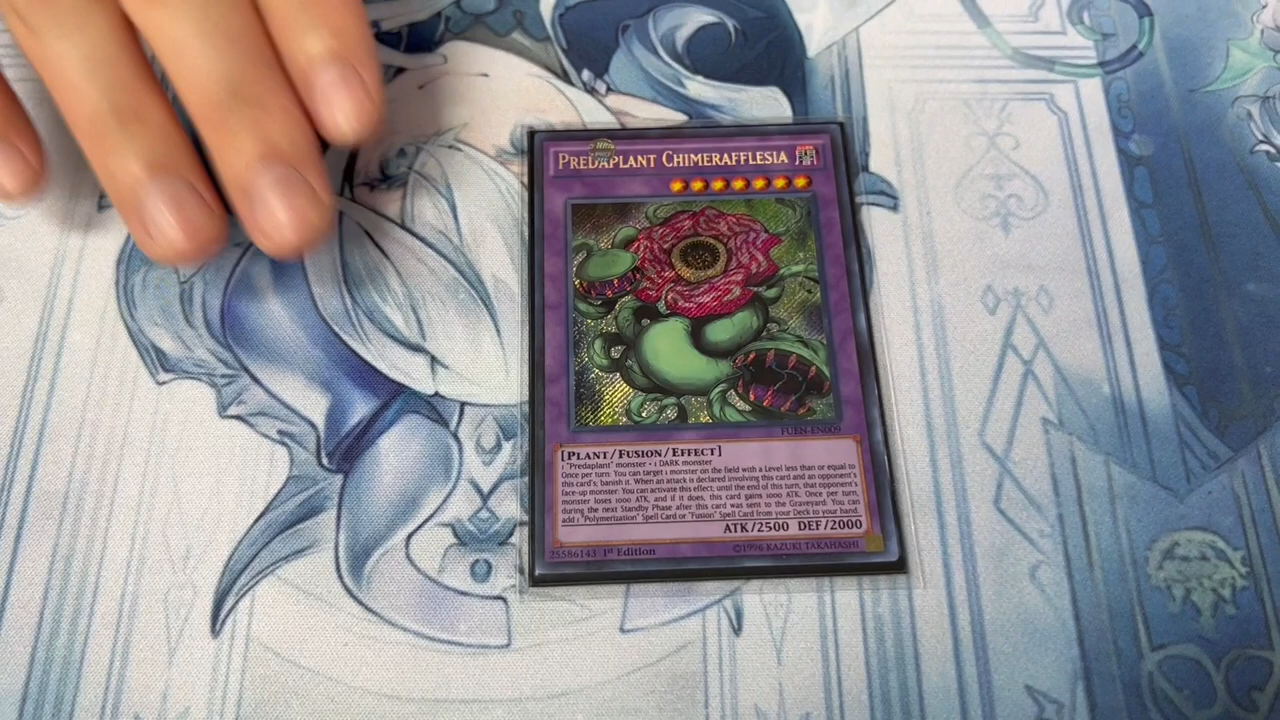 PREDAPLANT CHIMERAFFLESIA
FUEN-EN009
[PLANT/FUSION/EFFECT]
1 "Predaplant" monster + 1 DARK monster
Once per turn: You can target 1 monster on the field with a Level less than or equal to
this card's; banish it. When an attack is declared involving this card and an opponent's
face-up monster: You can activate this effect; until the end of this turn, that opponent's
monster loses 1000 ATK, and if it does, this card gains 1000 ATK. Once per turn,
during the next Standby Phase after this card was sent to the Graveyard: You can
add 1 "Polymerization" Spell Card or "Fusion" Spell Card from your Deck to your hand.
ATK/2500 DEF/2000
25586143 1st Edition ©1996 KAZUKI TAKAHASHI